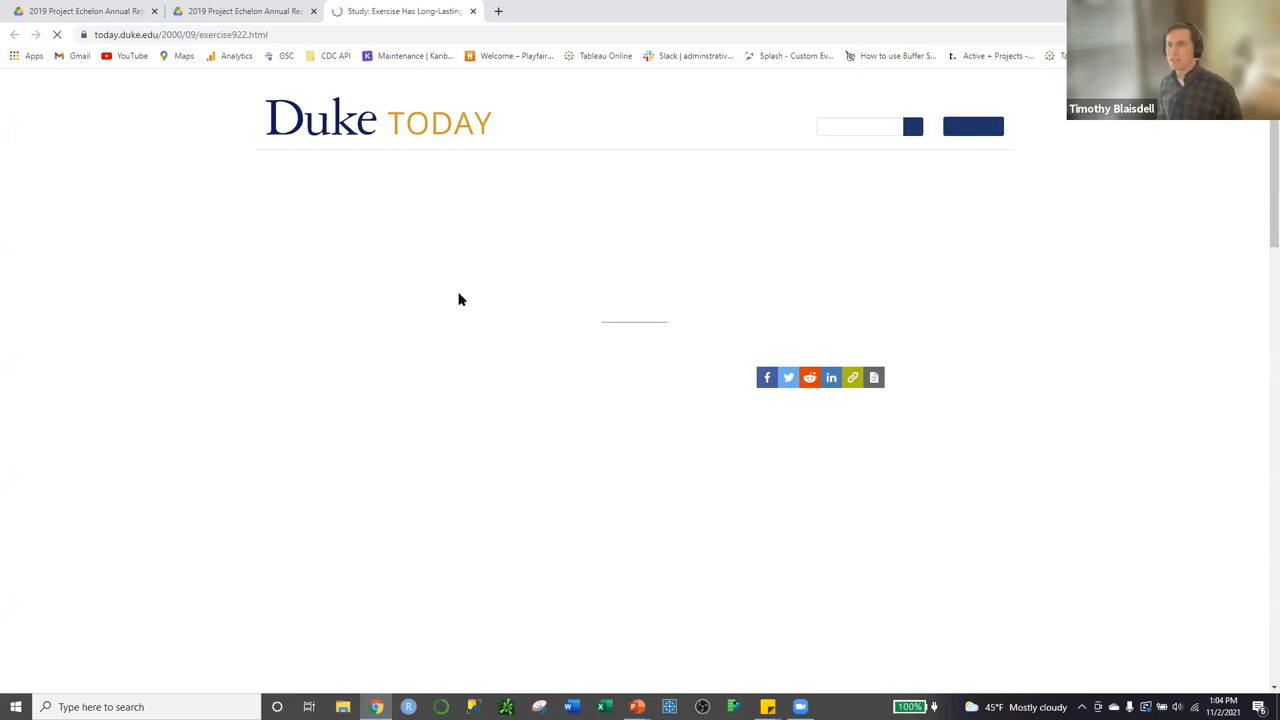 2019 Project Echelon Annual Rep
2019 Project Echelon Annual Rep
Study: Exercise Has Long-Lasting
today.duke.edu/2000/09/exercise922.html
Apps
Gmail
YouTube
Maps
Analytics
GSC
CDC API
Maintenance | Kanb...
Welcome – Playfair...
Tableau Online
Slack | adminstrativ...
Splash - Custom Ev...
How to use Buffer S...
Active + Projects -...
Timothy Blaisdell
Duke TODAY
Type here to search
100%
45°F Mostly cloudy
1:04 PM
11/2/2021